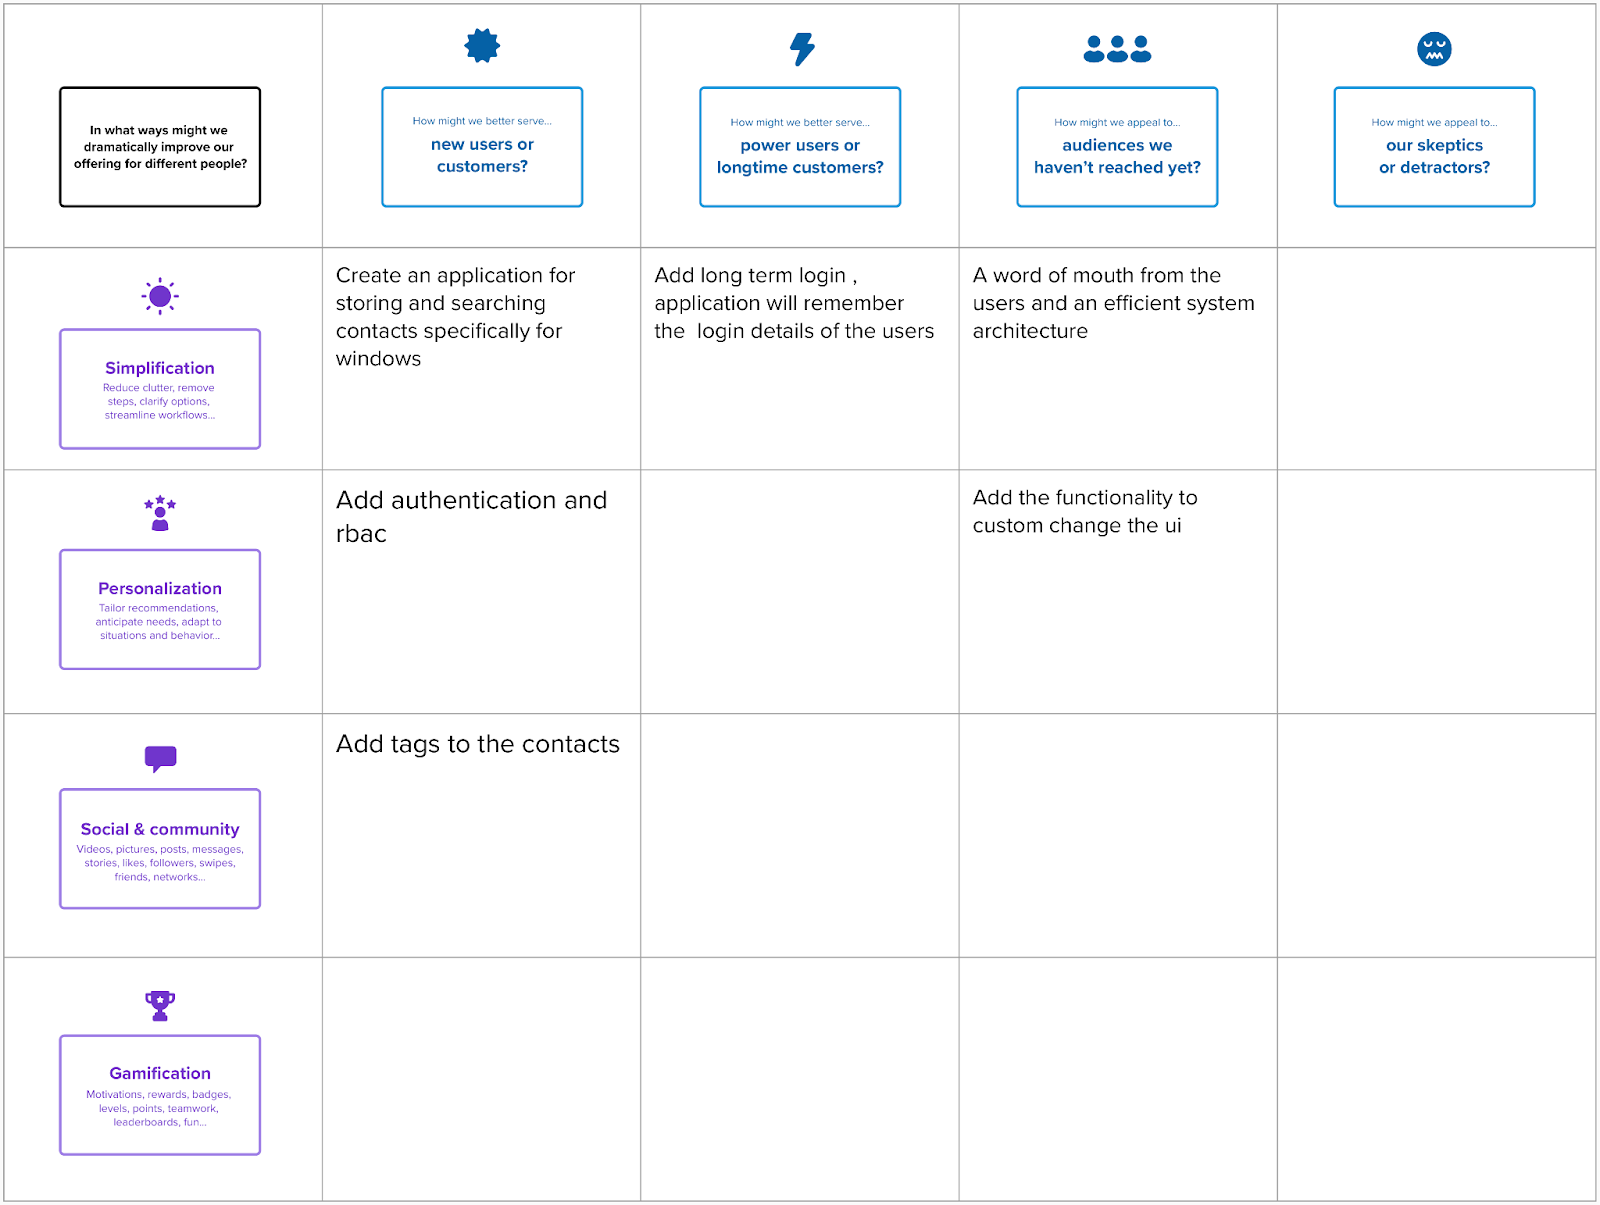 In what ways might we
dramatically improve our
offering for different people?
How might we better serve...
new users or
customers?
How might we better serve...
power users or
longtime customers?
How might we appeal to...
audiences we
haven't reached yet?
How might we appeal to...
our skeptics
or detractors?
Simplification
Reduce clutter, remove
steps, clarify options,
streamline workflows...
Create an application for
storing and searching
contacts specifically for
windows
Add long term login ,
application will remember
the  login details of the users
A word of mouth from the
users and an efficient system
architecture
Personalization
Tailor recommendations,
anticipate needs, adapt to
situations and behavior...
Add authentication and
rbac
Add the functionality to
custom change the ui
Social & community
Videos, pictures, posts, messages,
stories, likes, followers, swipes,
friends, networks...
Add tags to the contacts
Gamification
Motivations, rewards, badges,
levels, points, teamwork,
leaderboards, fun...